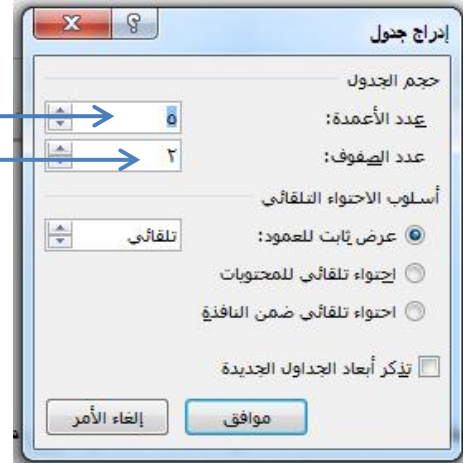 إدراج جدول
حجم الجدول
عدد الأعمدة: ٥
عدد الصفوف: ٢
أسلوب الاحتواء التلقائي
عرض ثابت للعمود: تلقائي
احتواء تلقائي للمحتويات
احتواء تلقائي ضمن النافذة
تذكر أبعاد الجداول الجديدة
موافق إلغاء الأمر